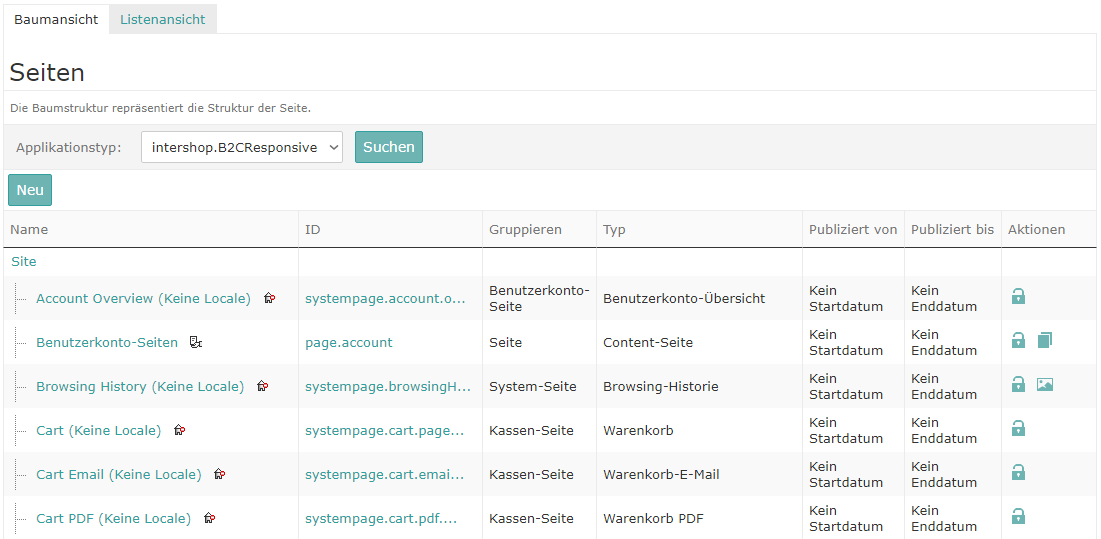 Baumansicht Listenansicht
Seiten
Die Baumstruktur repräsentiert die Struktur der Seite.
Applikationstyp: intershop.B2CResponsive Suchen
Neu
Name ID Gruppieren Typ Publiziert von Publiziert bis Aktionen
Site
Account Overview (Keine Locale) systempage.account.o... Benutzerkonto-Seite Benutzerkonto-Übersicht Kein Startdatum Kein Enddatum
Benutzerkonto-Seiten page.account Seite Content-Seite Kein Startdatum Kein Enddatum
Browsing History (Keine Locale) systempage.browsingH... System-Seite Browsing-Historie Kein Startdatum Kein Enddatum
Cart (Keine Locale) systempage.cart.page... Kassen-Seite Warenkorb Kein Startdatum Kein Enddatum
Cart Email (Keine Locale) systempage.cart.emai... Kassen-Seite Warenkorb-E-Mail Kein Startdatum Kein Enddatum
Cart PDF (Keine Locale) systempage.cart.pdf.... Kassen-Seite Warenkorb PDF Kein Startdatum Kein Enddatum